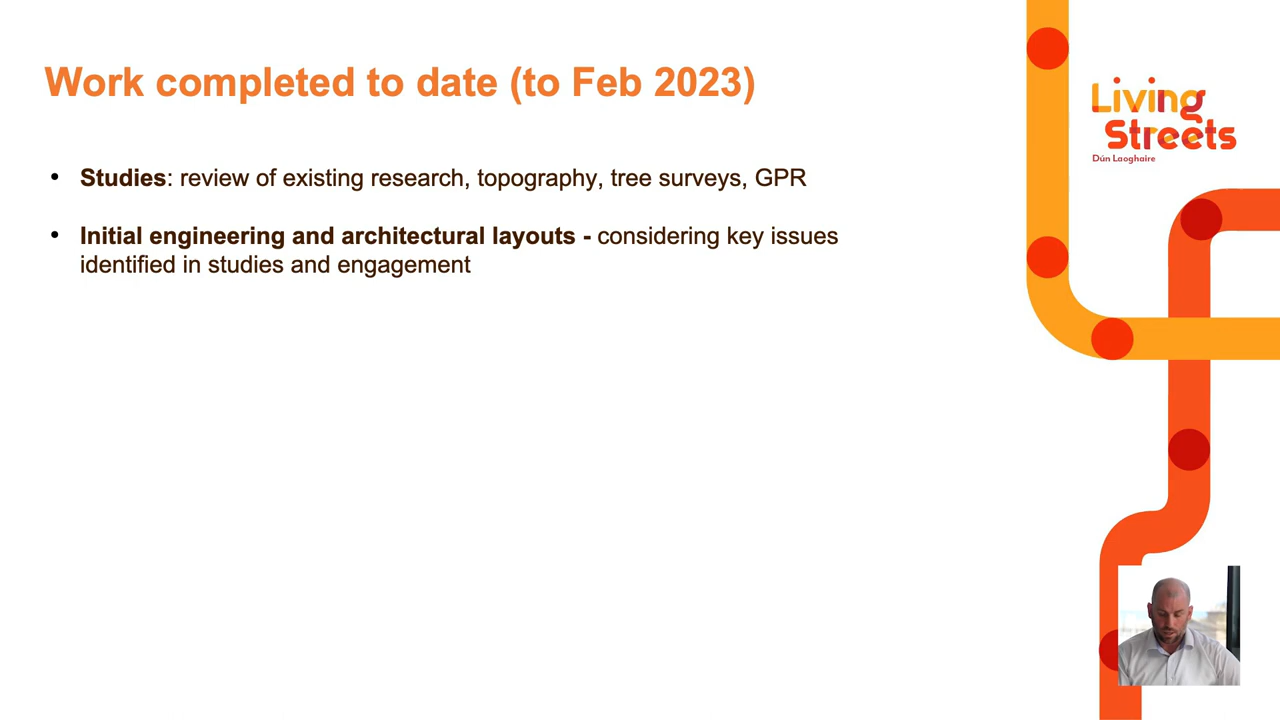 Work completed to date (to Feb 2023)
Living
Streets
Dún Laoghaire
• Studies: review of existing research, topography, tree surveys, GPR
• Initial engineering and architectural layouts - considering key issues
identified in studies and engagement